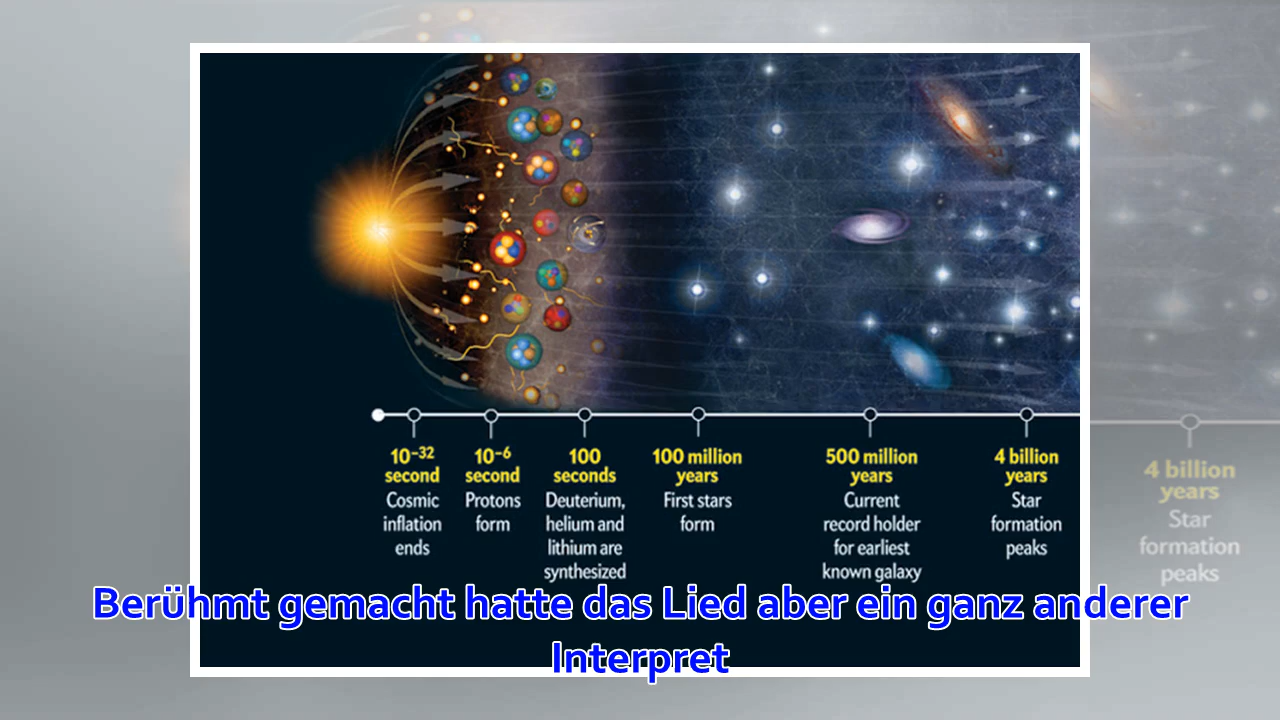 10⁻³²
second
Cosmic
inflation
ends
10⁻⁶
second
Protons
form
100
seconds
Deuterium,
helium and
lithium are
synthesized
100 million
years
First stars
form
500 million
years
Current
record holder
for earliest
known galaxy
4 billion
years
Star
formation
peaks
4 billion
years
Star
formation
peaks
Berühmt gemacht hatte das Lied aber ein ganz anderer
Interpret